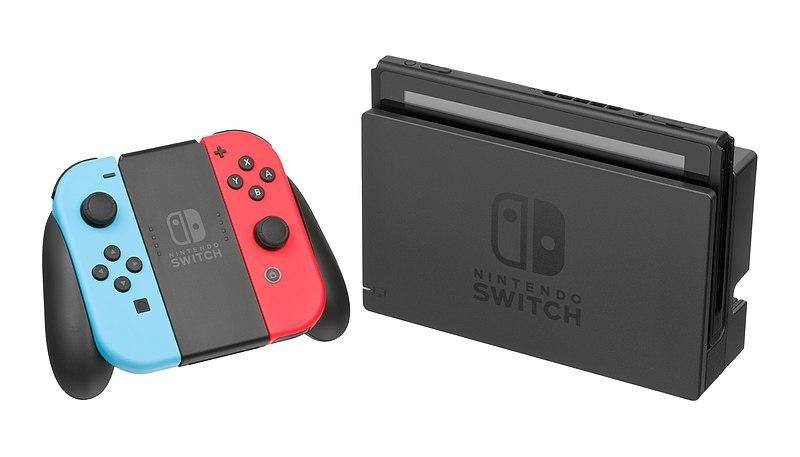 X
Y
A
B
NINTENDO
SWITCH
NINTENDO
SWITCH